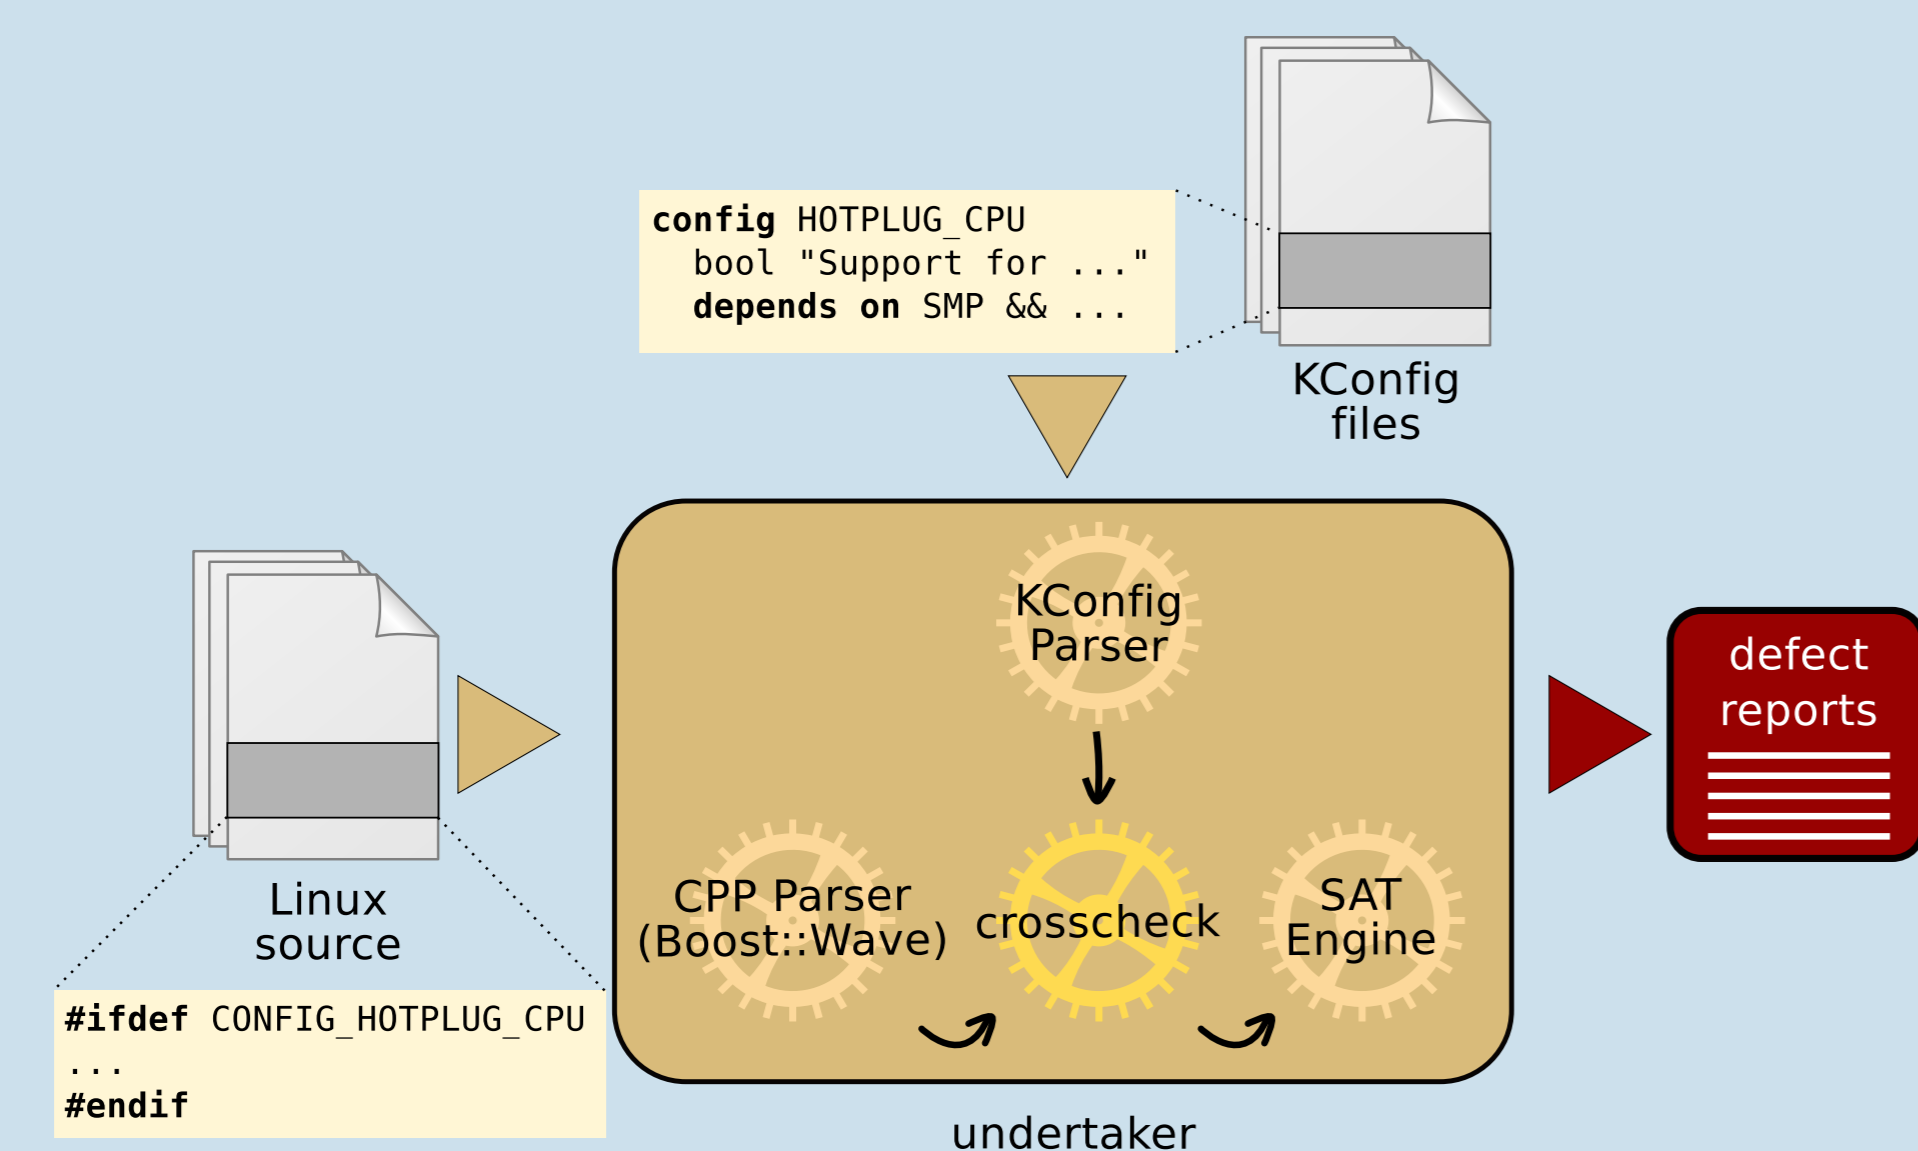 config HOTPLUG_CPU
bool "Support for ..."
depends on SMP && ...
KConfig
files
KConfig
Parser
defect
reports
CPP Parser
(Boost::Wave)
crosscheck
SAT
Engine
Linux
source
#ifdef CONFIG_HOTPLUG_CPU
...
#endif
undertaker